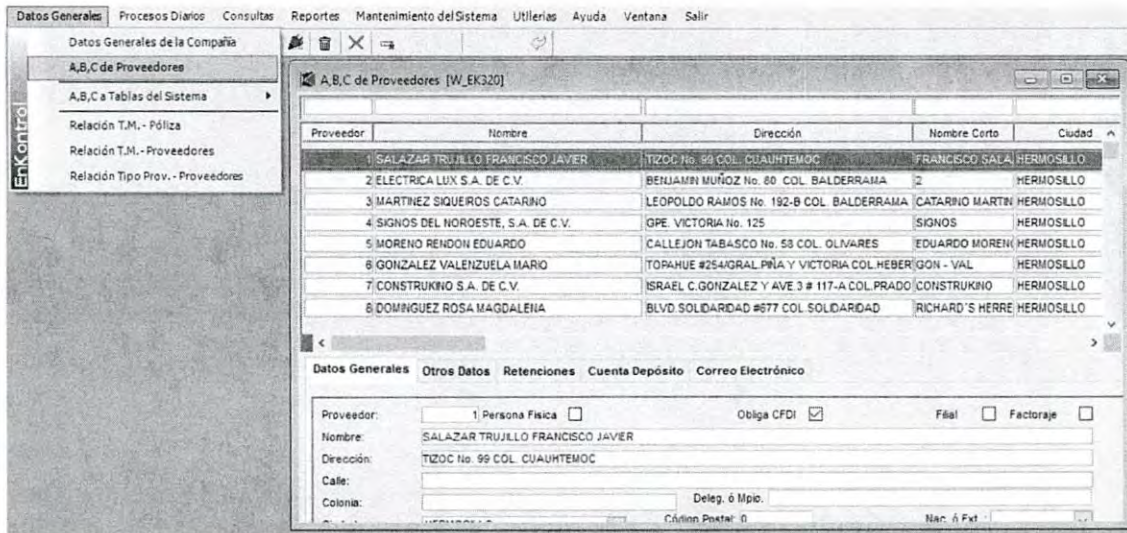 Datos Generales Procesos Diarios Consultas Reportes Mantenimiento del Sistema Utilerias Ayuda Ventana Salir
Datos Generales de la Compañia
A,B,C de Proveedores
A,B,C a Tablas del Sistema
Relación T.M. - Póliza
Relación T.M. - Proveedores
Relación Tipo Prov. - Proveedores
EnKontrol
A,B,C de Proveedores [W_EK320]
Proveedor Nombre Dirección Nombre Corto Ciudad
1 SALAZAR TRUJILLO FRANCISCO JAVIER TIZOC No. 99 COL. CUAUHTEMOC FRANCISCO SALA HERMOSILLO
2 ELECTRICA LUX S.A. DE C.V. BENJAMIN MUÑOZ No. 80 COL. BALDERRAMA 2 HERMOSILLO
3 MARTINEZ SIQUEIROS CATARINO LEOPOLDO RAMOS No. 192-B COL. BALDERRAMA CATARINO MARTIN HERMOSILLO
4 SIGNOS DEL NOROESTE, S.A. DE C.V. GPE. VICTORIA No. 125 SIGNOS HERMOSILLO
5 MORENO RENDON EDUARDO CALLEJON TABASCO No. 58 COL. OLIVARES EDUARDO MOREN( HERMOSILLO
6 GONZALEZ VALENZUELA MARIO TOPAHUE #254/GRAL.PIÑA Y VICTORIA COL.HEBER GON - VAL HERMOSILLO
7 CONSTRUKINO S.A. DE C.V. ISRAEL C.GONZALEZ Y AVE.3 # 117-A COL.PRADO CONSTRUKINO HERMOSILLO
8 DOMINGUEZ ROSA MAGDALENA BLVD.SOLIDARIDAD #677 COL.SOLIDARIDAD RICHARD'S HERRE HERMOSILLO
Datos Generales Otros Datos Retenciones Cuenta Depósito Correo Electrónico
Proveedor: 1 Persona Fisica Obliga CFDI Filial Factoraje
Nombre: SALAZAR TRUJILLO FRANCISCO JAVIER
Dirección: TIZOC No. 99 COL. CUAUHTEMOC
Calle:
Colonia: Deleg. ó Mpio.
Código Postal: 0 Nac. ó Ext.: